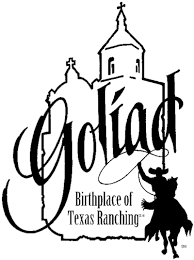 Goliad
Birthplace of
Texas Ranching